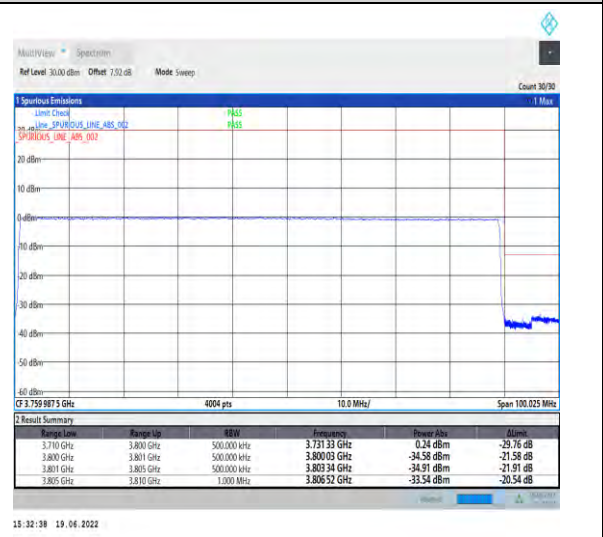 MultiView Spectrum
Ref Level 30.00 dBm Offset 7.92 dB Mode Sweep
Count 30/30
1 Spurious Emissions 1 Max
Limit Check PASS
Line _SPURIOUS_LINE_ABS_002 PASS
_SPURIOUS_LINE_ABS_002
20 dBm
10 dBm
0 dBm
-10 dBm
-20 dBm
-30 dBm
-40 dBm
-50 dBm
-60 dBm
CF 3.7599875 GHz 4004 pts 10.0 MHz/ Span 100.025 MHz
2 Result Summary
Range Low Range Up RBW Frequency Power Abs ΔLimit
3.710 GHz 3.800 GHz 500.000 kHz 3.731 33 GHz 0.24 dBm -29.76 dB
3.800 GHz 3.801 GHz 500.000 kHz 3.80003 GHz -34.58 dBm -21.58 dB
3.801 GHz 3.805 GHz 500.000 kHz 3.803 34 GHz -34.91 dBm -21.91 dB
3.805 GHz 3.810 GHz 1.000 MHz 3.806 52 GHz -33.54 dBm -20.54 dB
15:32:38 19.06.2022